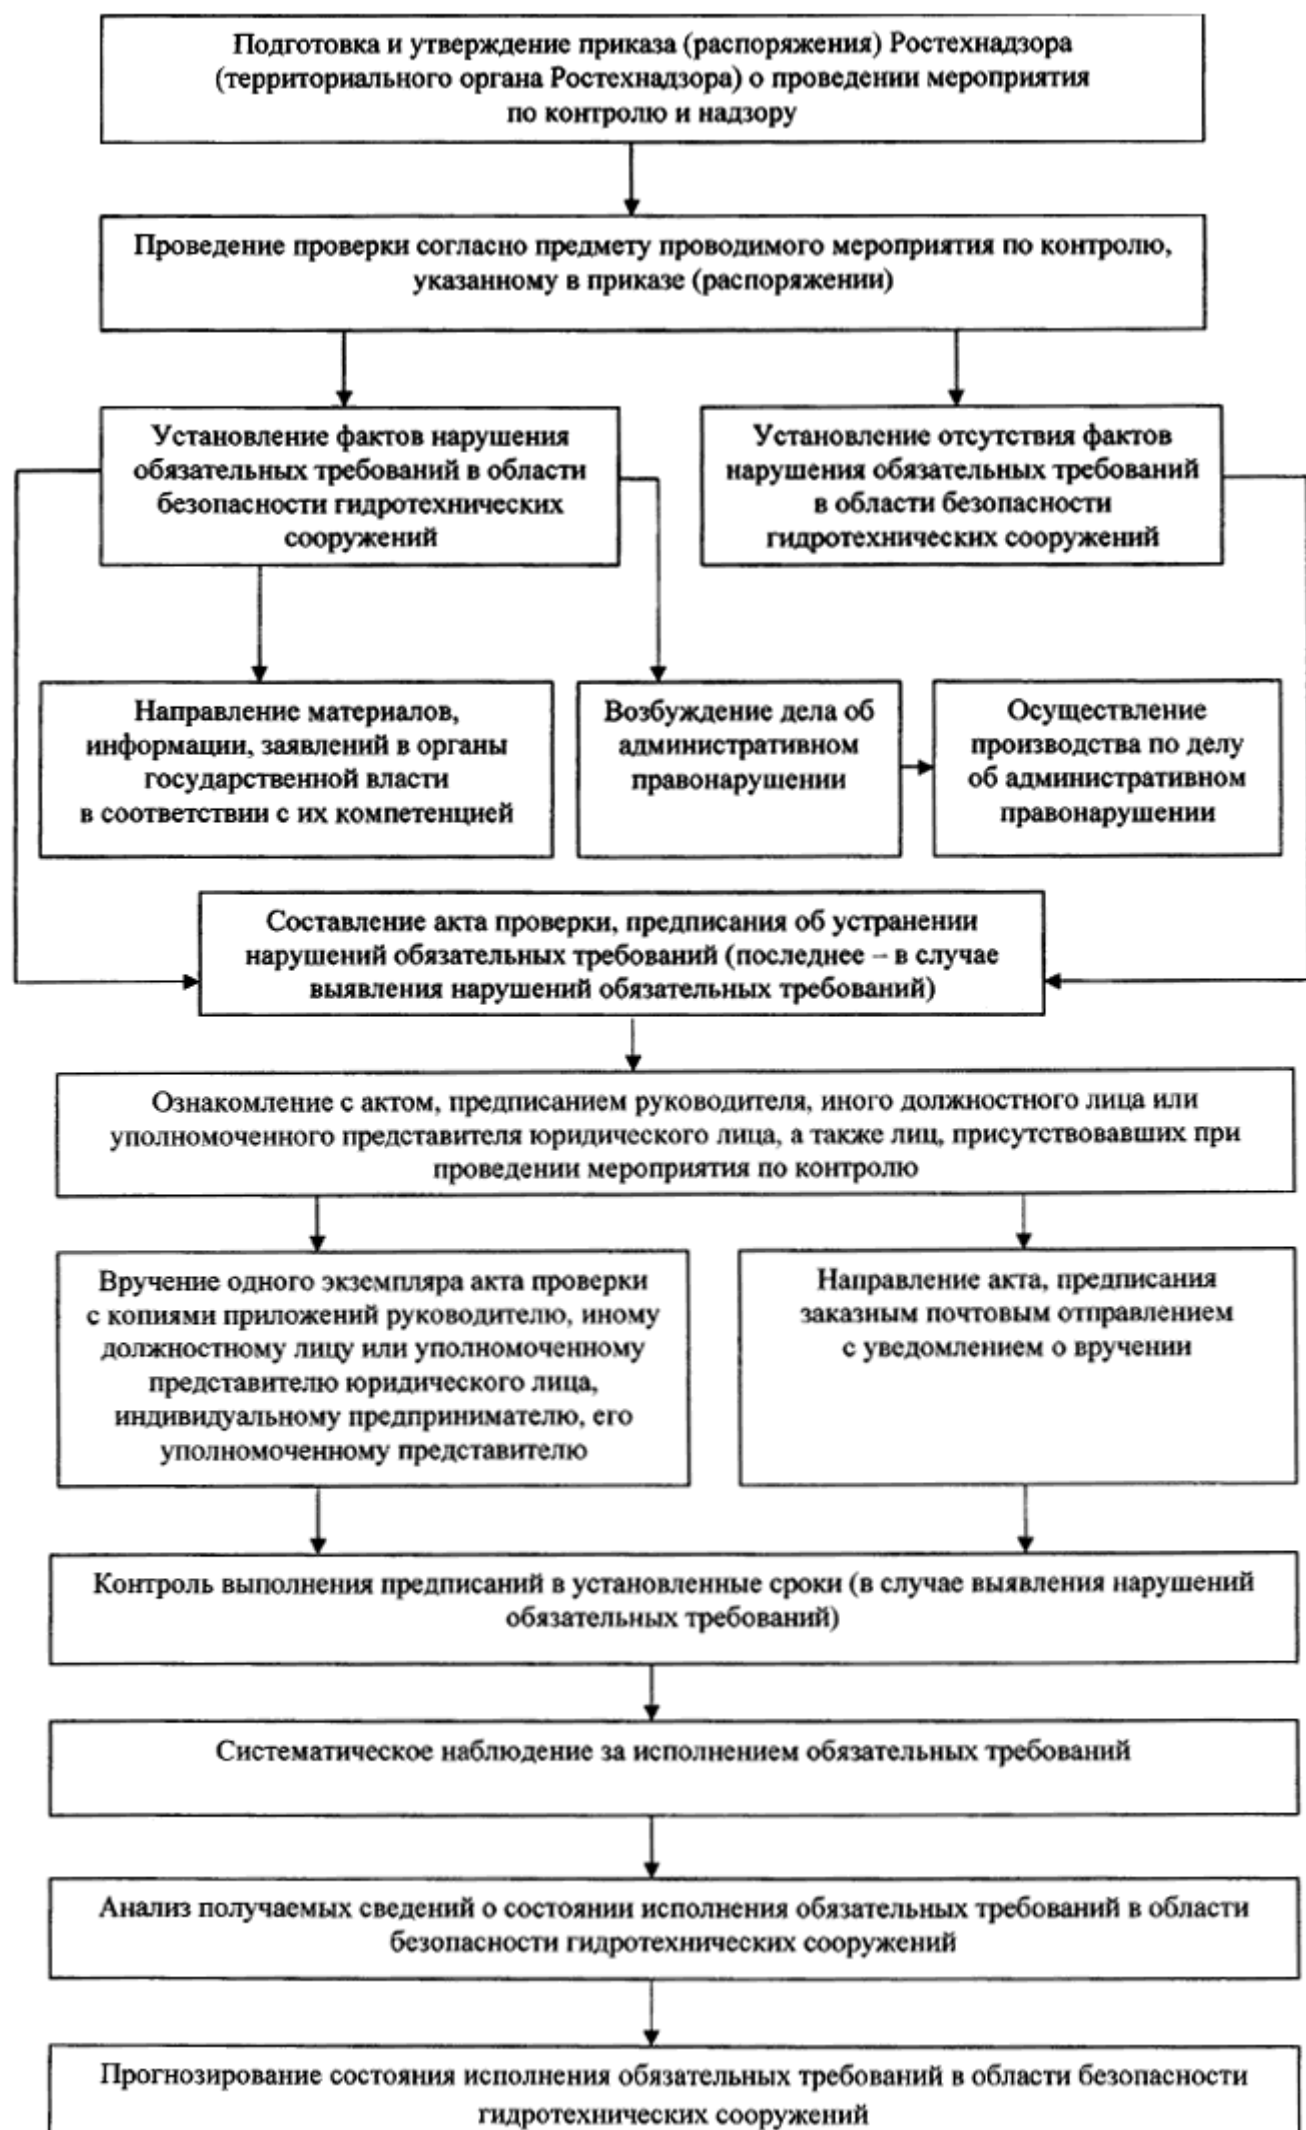 Подготовка и утверждение приказа (распоряжения) Ростехнадзора
(территориального органа Ростехнадзора) о проведении мероприятия
по контролю и надзору
Проведение проверки согласно предмету проводимого мероприятия по контролю,
указанному в приказе (распоряжении)
Установление фактов нарушения
обязательных требований в области
безопасности гидротехнических
сооружений
Установление отсутствия фактов
нарушения обязательных требований
в области безопасности
гидротехнических сооружений
Направление материалов,
информации, заявлений в органы
государственной власти
в соответствии с их компетенцией
Возбуждение дела об
административном
правонарушении
Осуществление
производства по делу
об административном
правонарушении
Составление акта проверки, предписания об устранении
нарушений обязательных требований (последнее – в случае
выявления нарушений обязательных требований)
Ознакомление с актом, предписанием руководителя, иного должностного лица или
уполномоченного представителя юридического лица, а также лиц, присутствовавших при
проведении мероприятия по контролю
Вручение одного экземпляра акта проверки
с копиями приложений руководителю, иному
должностному лицу или уполномоченному
представителю юридического лица,
индивидуальному предпринимателю, его
уполномоченному представителю
Направление акта, предписания
заказным почтовым отправлением
с уведомлением о вручении
Контроль выполнения предписаний в установленные сроки (в случае выявления нарушений
обязательных требований)
Систематическое наблюдение за исполнением обязательных требований
Анализ получаемых сведений о состоянии исполнения обязательных требований в области
безопасности гидротехнических сооружений
Прогнозирование состояния исполнения обязательных требований в области безопасности
гидротехнических сооружений